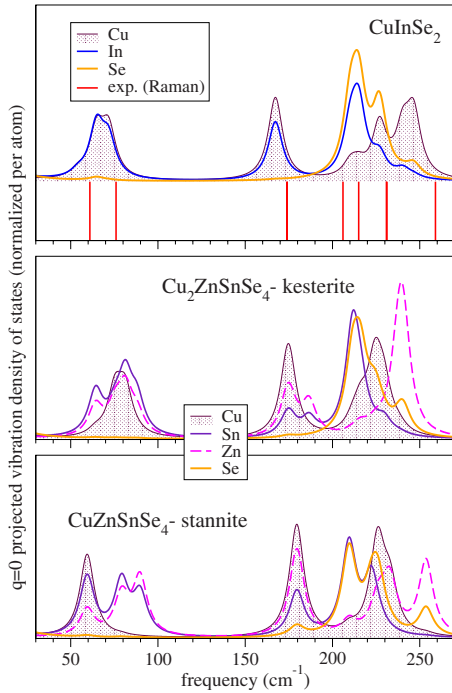 CuInSe2
Cu
In
Se
exp. (Raman)
q=0 projected vibration density of states (normalized per atom)
Cu2ZnSnSe4- kesterite
Cu
Sn
Zn
Se
CuZnSnSe4- stannite
50 100 150 200 250
frequency (cm-1)